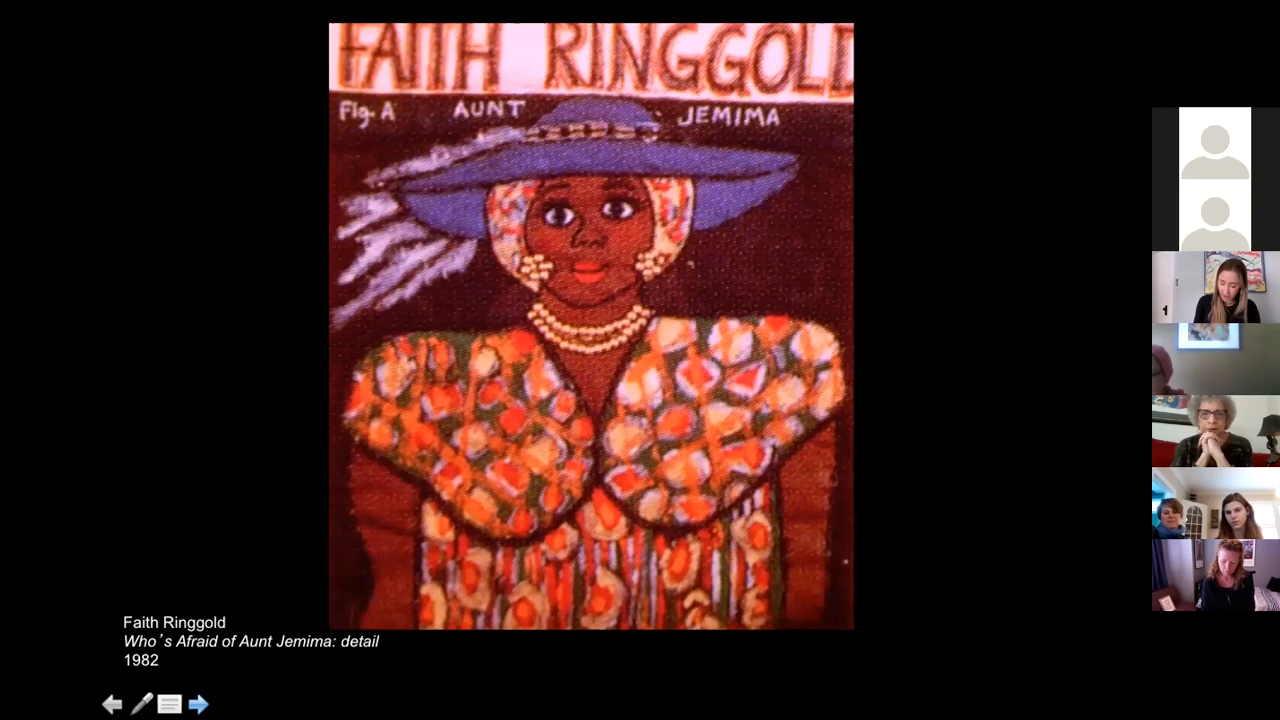 FAITH RINGGOLD
Fig. A AUNT JEMIMA
Faith Ringgold
Who's Afraid of Aunt Jemima: detail
1982